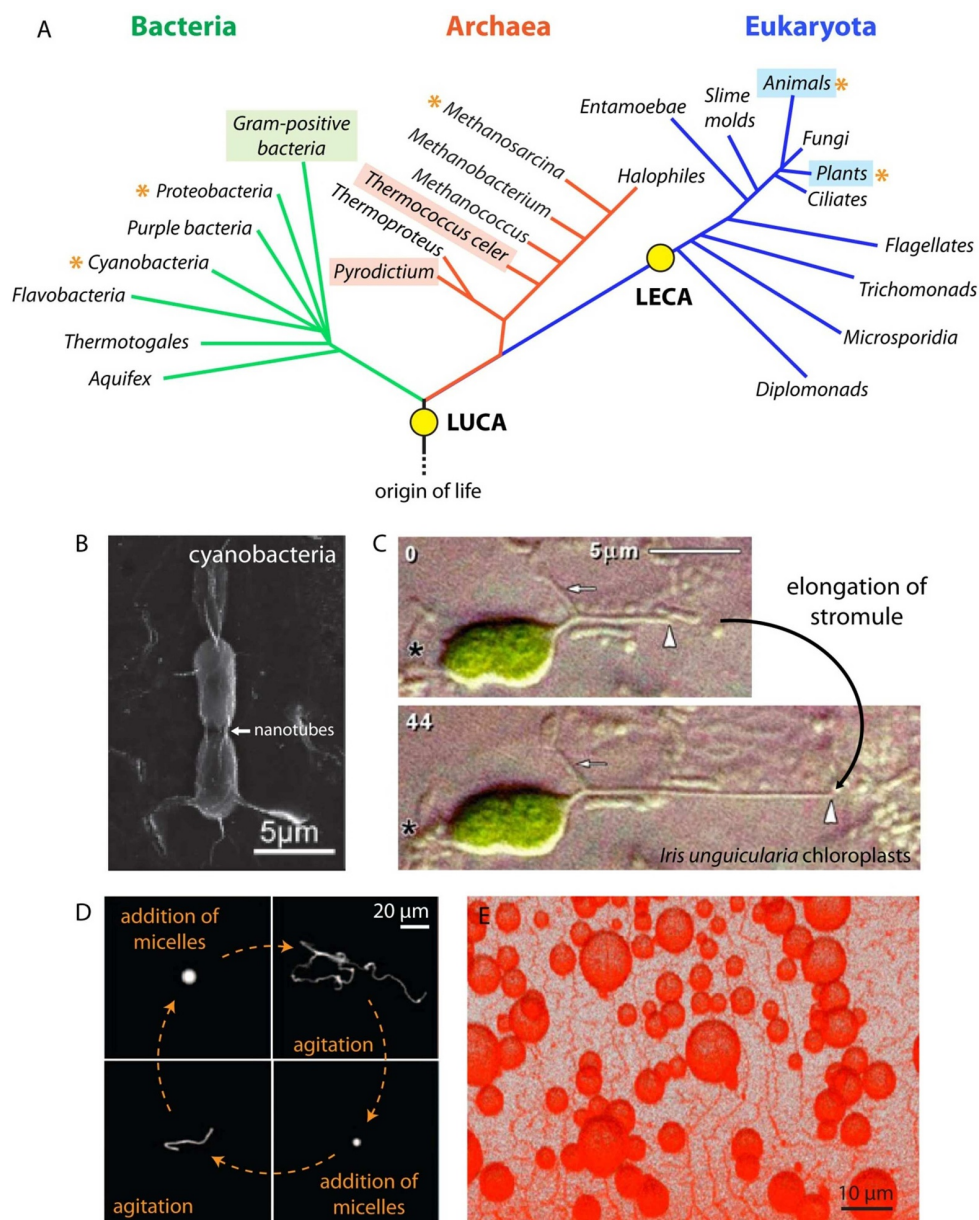 A
Bacteria
Archaea
Eukaryota
Gram-positive
bacteria
* Proteobacteria
Purple bacteria
* Cyanobacteria
Flavobacteria
Thermotogales
Aquifex
* Methanosarcina
Methanobacterium
Methanococus
Thermococcus celer
Thermoproteus
Pyrodictium
Halophiles
Entamoebae
Slime
molds
Animals *
Fungi
Plants *
Ciliates
Flagellates
Trichomonads
Microsporidia
Diplomonads
LECA
LUCA
origin of life
B
cyanobacteria
nanotubes
5μm
C
0
5μm
*
elongation of
stromule
44
*
Iris unguicularia chloroplasts
D
addition of
micelles
20 μm
agitation
agitation
addition of
micelles
E
10 μm